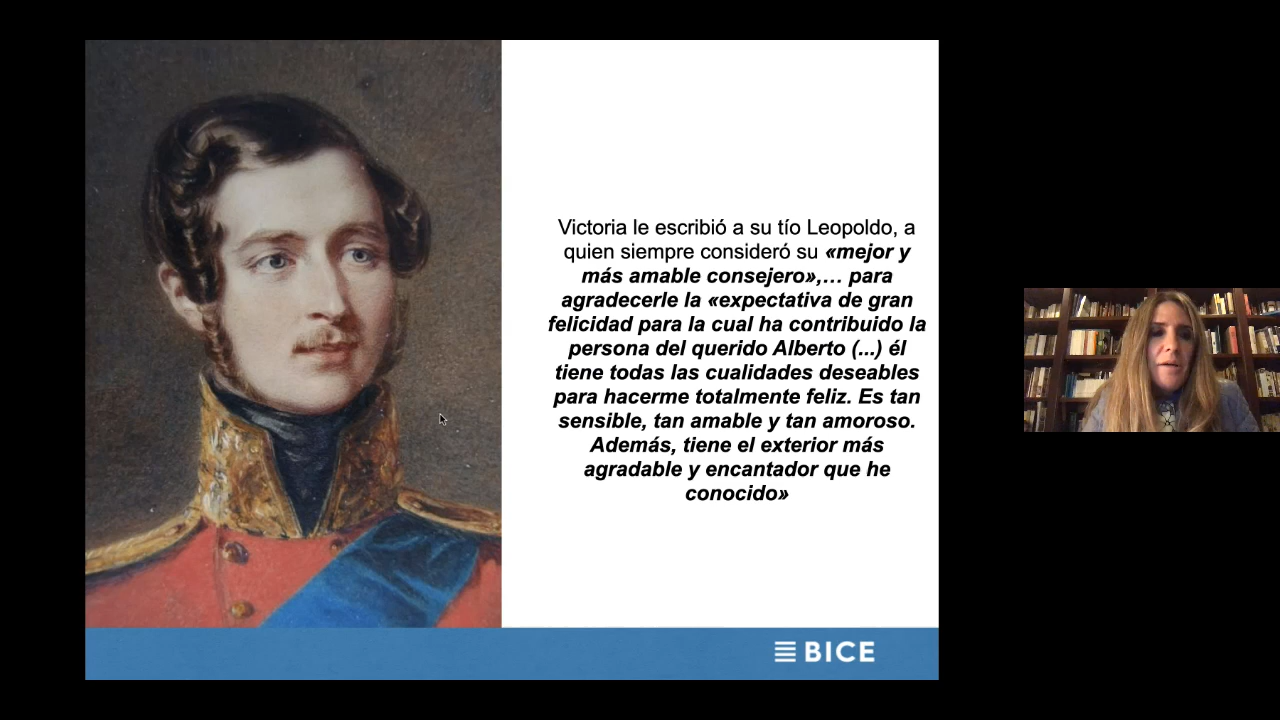 Victoria le escribió a su tío Leopoldo, a
quien siempre consideró su «mejor y
más amable consejero»,... para
agradecerle la «expectativa de gran
felicidad para la cual ha contribuido la
persona del querido Alberto (...) él
tiene todas las cualidades deseables
para hacerme totalmente feliz. Es tan
sensible, tan amable y tan amoroso.
Además, tiene el exterior más
agradable y encantador que he
conocido»
BICE